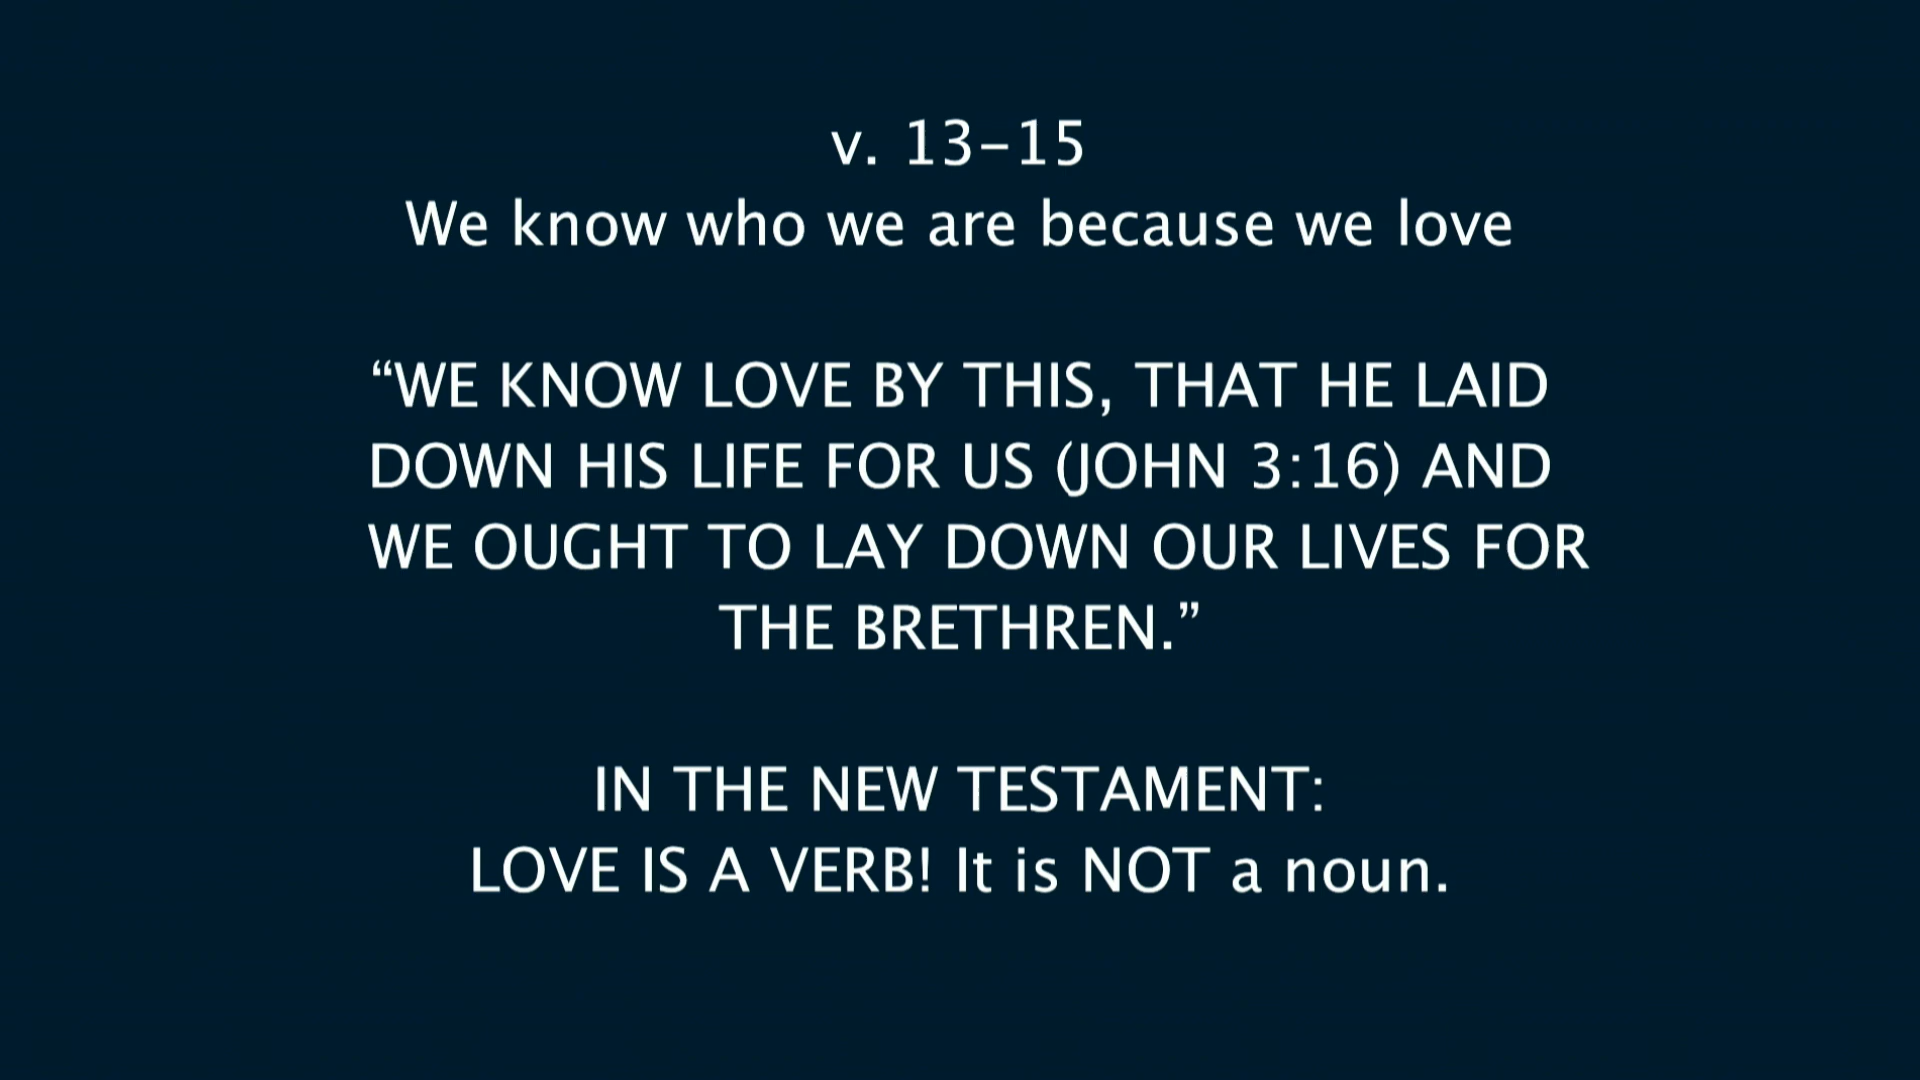 v. 13-15
We know who we are because we love
“WE KNOW LOVE BY THIS, THAT HE LAID
DOWN HIS LIFE FOR US (JOHN 3:16) AND
WE OUGHT TO LAY DOWN OUR LIVES FOR
THE BRETHREN.”
IN THE NEW TESTAMENT:
LOVE IS A VERB! It is NOT a noun.